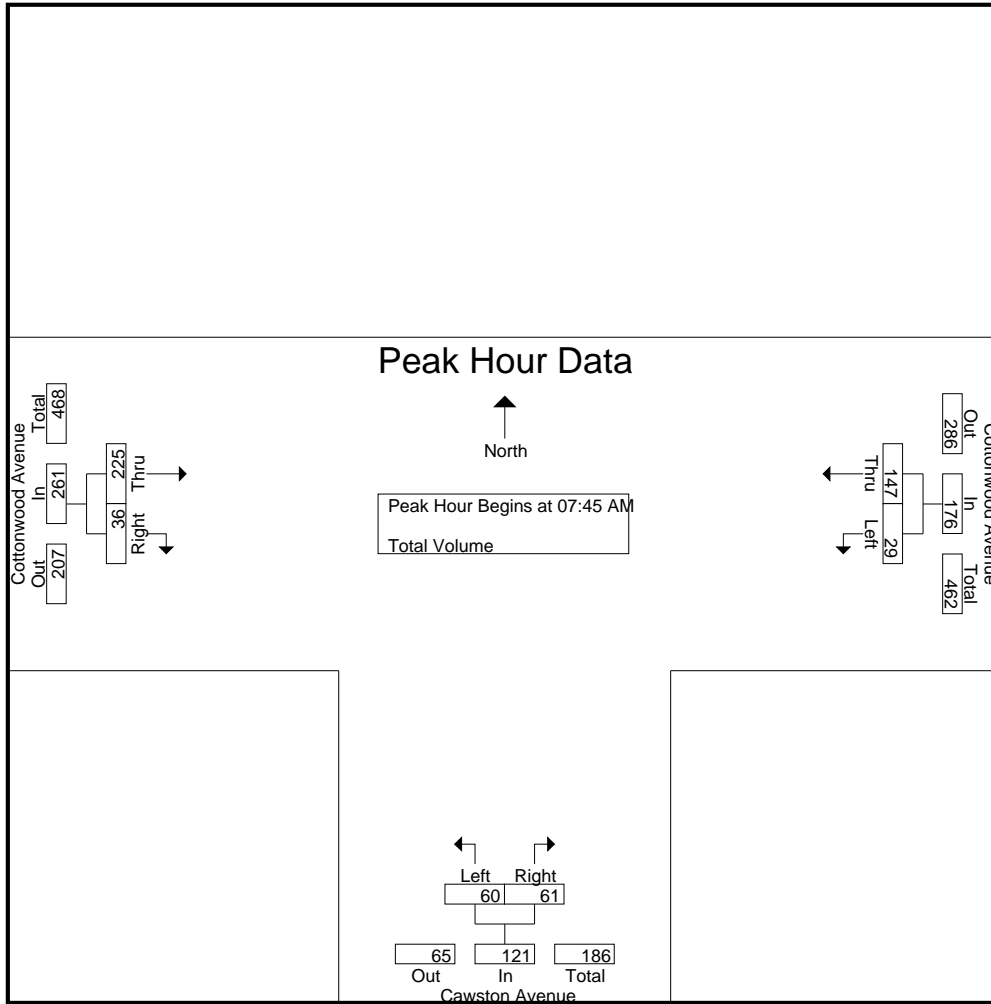 Peak Hour Data
North
Peak Hour Begins at 07:45 AM
Total Volume
Cottonwood Avenue
Total
468
In
261
Out
207
225
Thru
36
Right
Cottonwood Avenue
Out
286
In
176
Total
462
147
Thru
29
Left
Left Right
60 61
65 121 186
Out In Total
Cawston Avenue